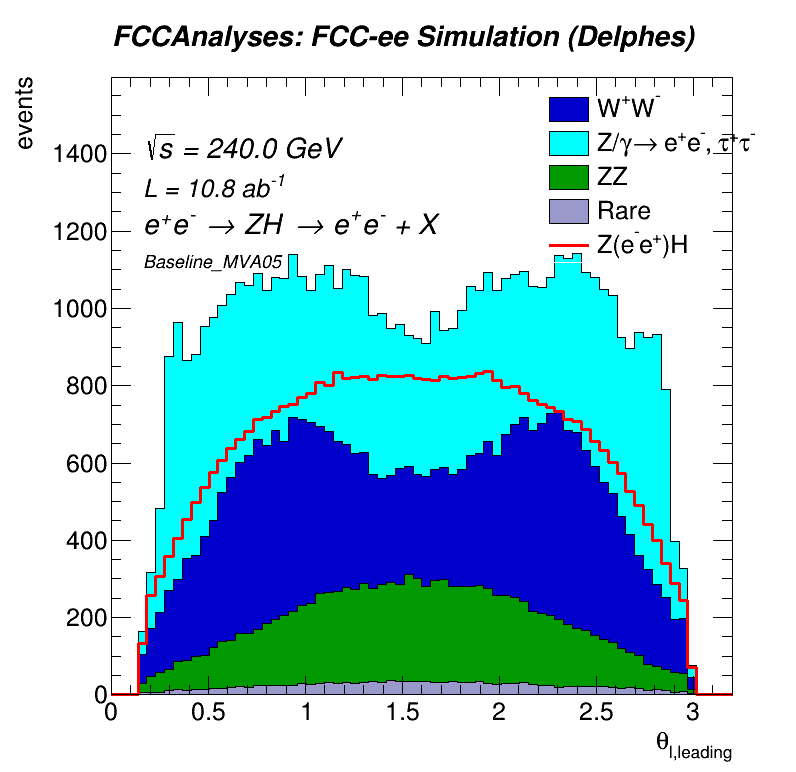 FCCAnalyses: FCC-ee Simulation (Delphes)
events
√s = 240.0 GeV
L = 10.8 ab⁻¹
e⁺e⁻ → ZH → e⁺e⁻ + X
Baseline_MVA05
W⁺W⁻
Z/γ→ e⁺e⁻, τ⁺τ⁻
ZZ
Rare
Z(e⁻e⁺)H
1400
1200
1000
800
600
400
200
0
0 0.5 1 1.5 2 2.5 3
θl,leading